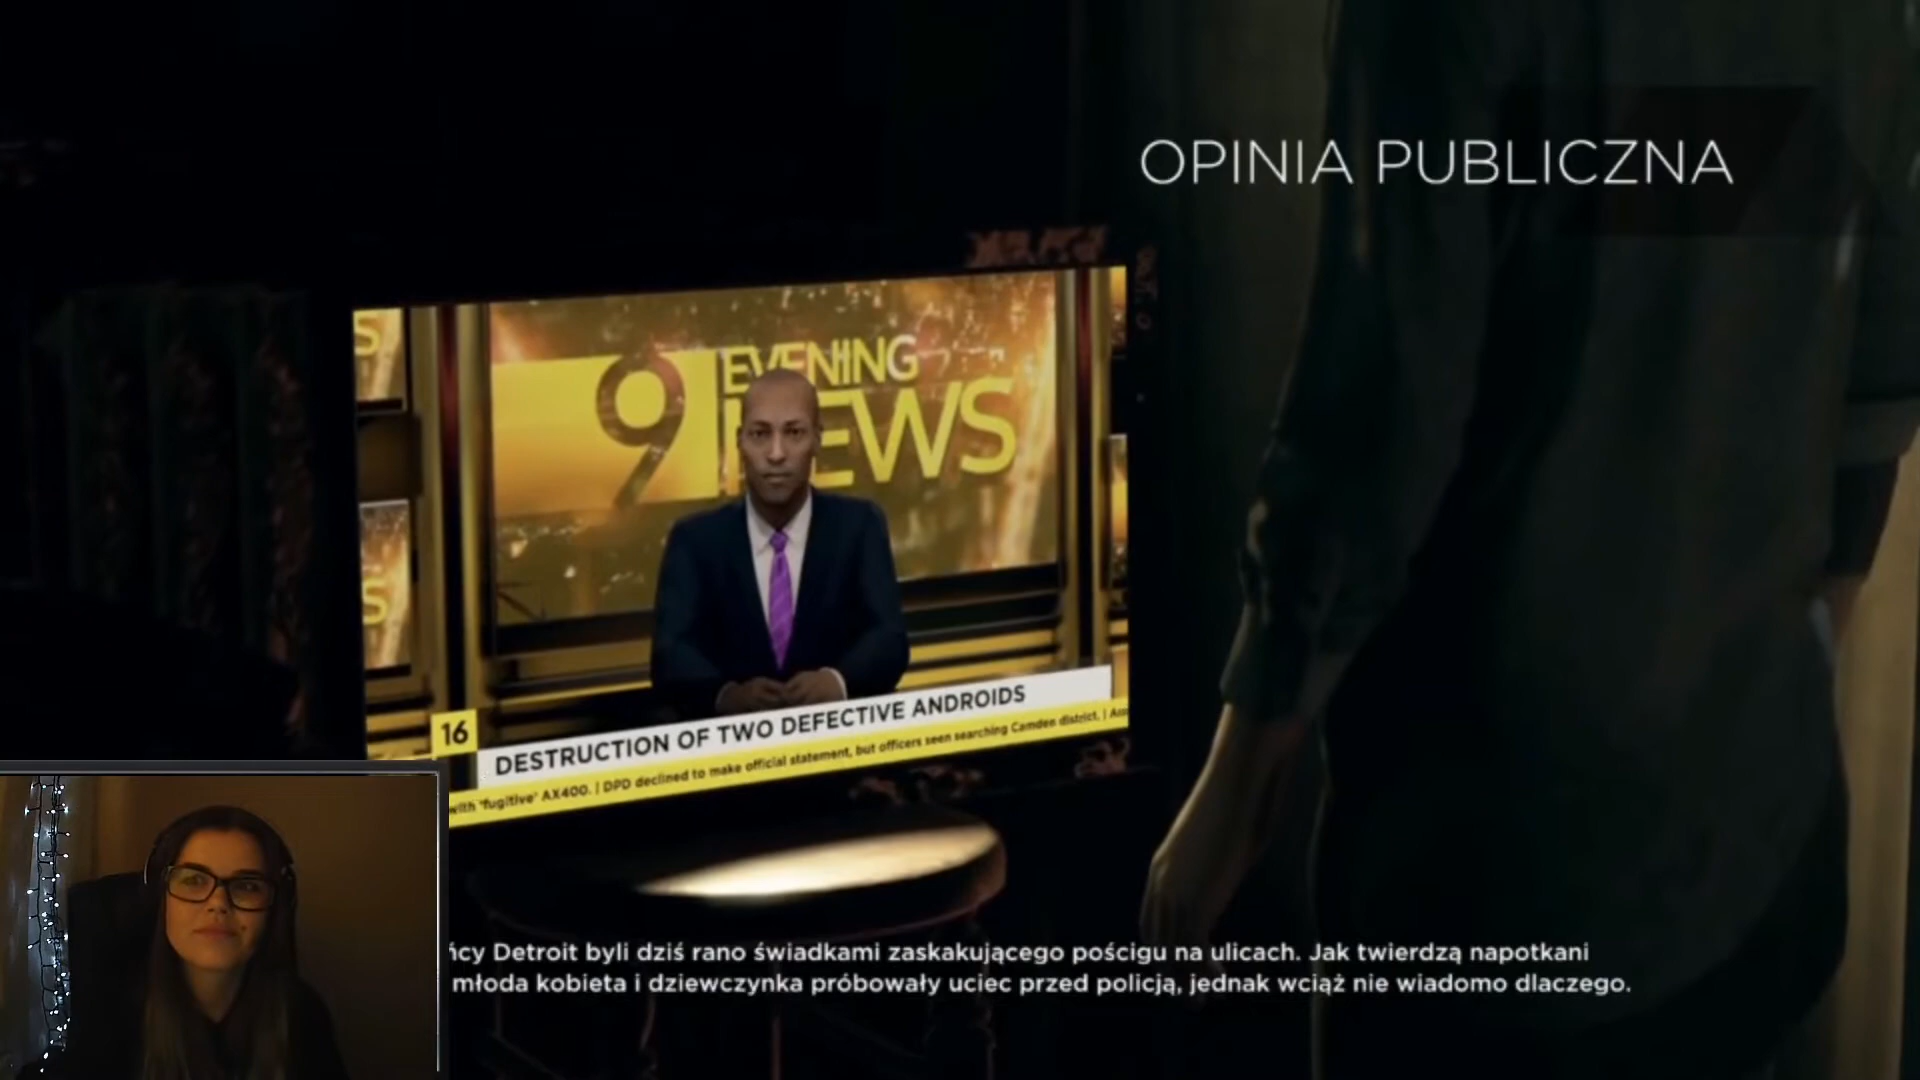 OPINIA PUBLICZNA
S
9
EVENING
NEWS
S
16
DESTRUCTION OF TWO DEFECTIVE ANDROIDS
with 'fugitive' AX400. | DPD declined to make official statement, but officers seen searching Camden district. |
ńcy Detroit byli dziś rano świadkami zaskakującego pościgu na ulicach. Jak twierdzą napotkani
młoda kobieta i dziewczynka próbowały uciec przed policją, jednak wciąż nie wiadomo dlaczego.